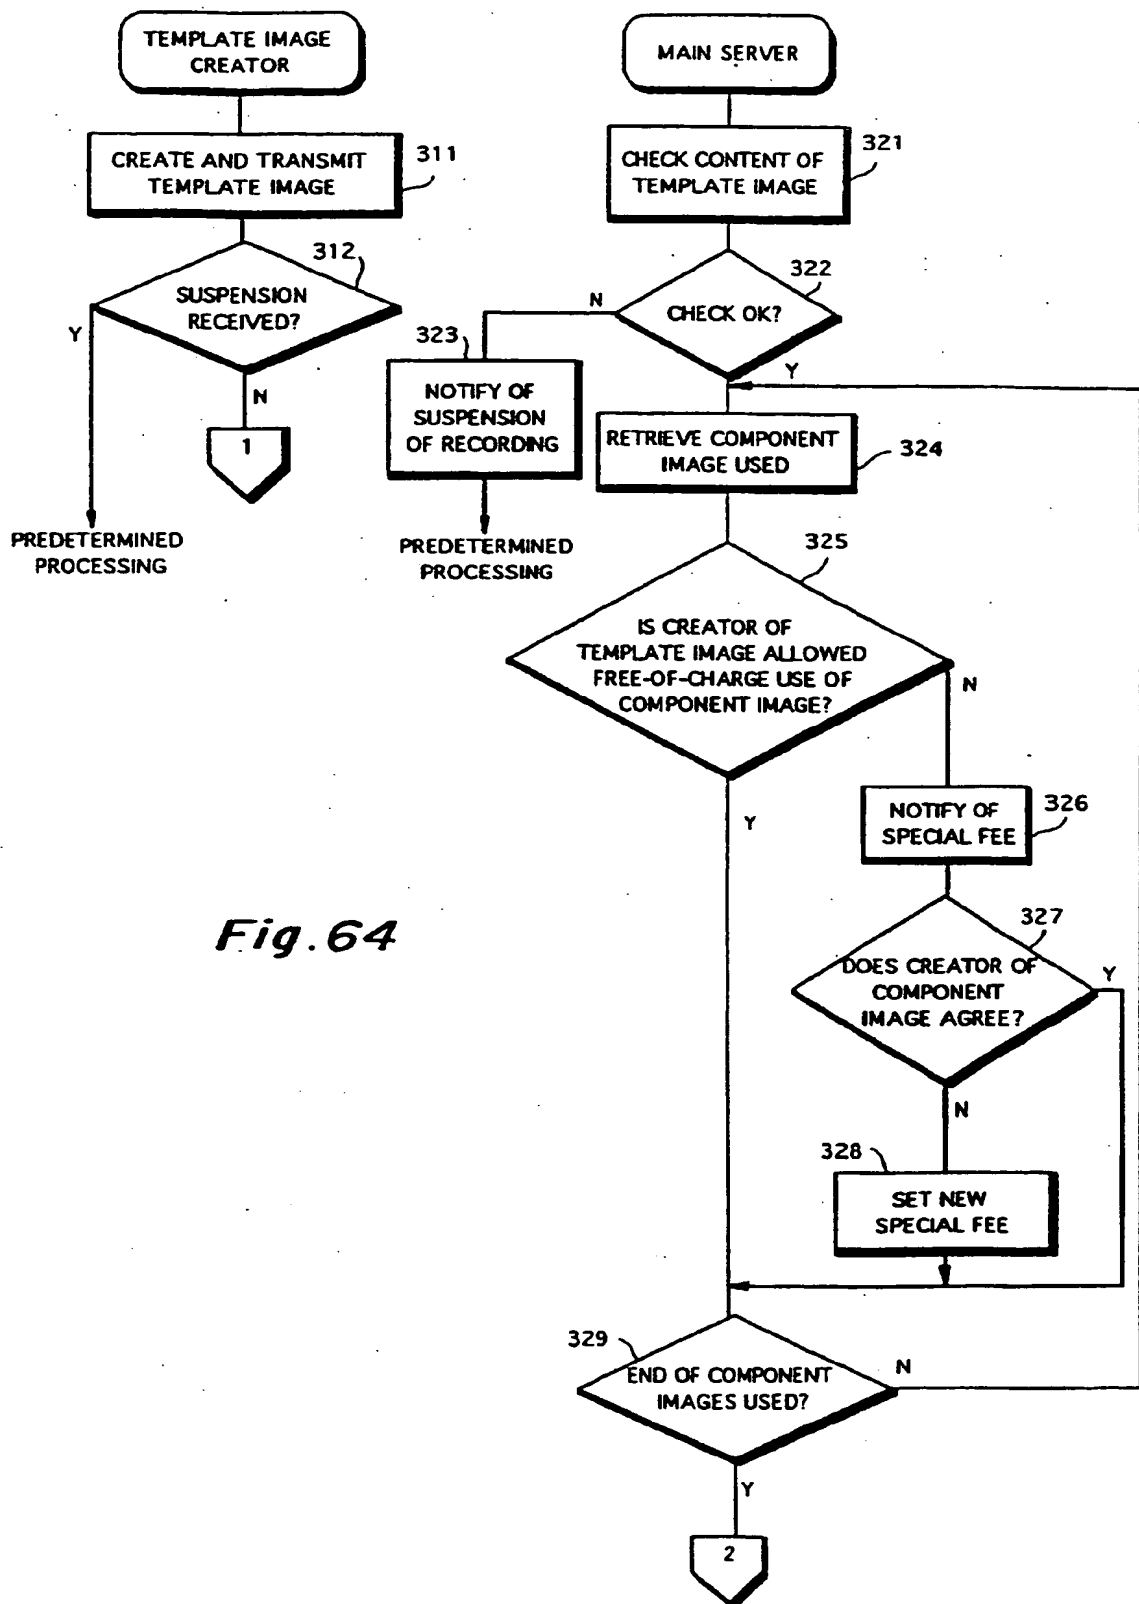 TEMPLATE IMAGE
CREATOR
CREATE AND TRANSMIT
TEMPLATE IMAGE
311
312
SUSPENSION
RECEIVED?
Y
N
1
PREDETERMINED
PROCESSING
MAIN SERVER
CHECK CONTENT OF
TEMPLATE IMAGE
321
322
CHECK OK?
N
Y
323
NOTIFY OF
SUSPENSION
OF RECORDING
PREDETERMINED
PROCESSING
RETRIEVE COMPONENT
IMAGE USED
324
325
IS CREATOR OF
TEMPLATE IMAGE ALLOWED
FREE-OF-CHARGE USE OF
COMPONENT IMAGE?
N
Y
NOTIFY OF
SPECIAL FEE
326
327
DOES CREATOR OF
COMPONENT
IMAGE AGREE?
Y
N
328
SET NEW
SPECIAL FEE
329
END OF COMPONENT
IMAGES USED?
N
Y
2
Fig.64